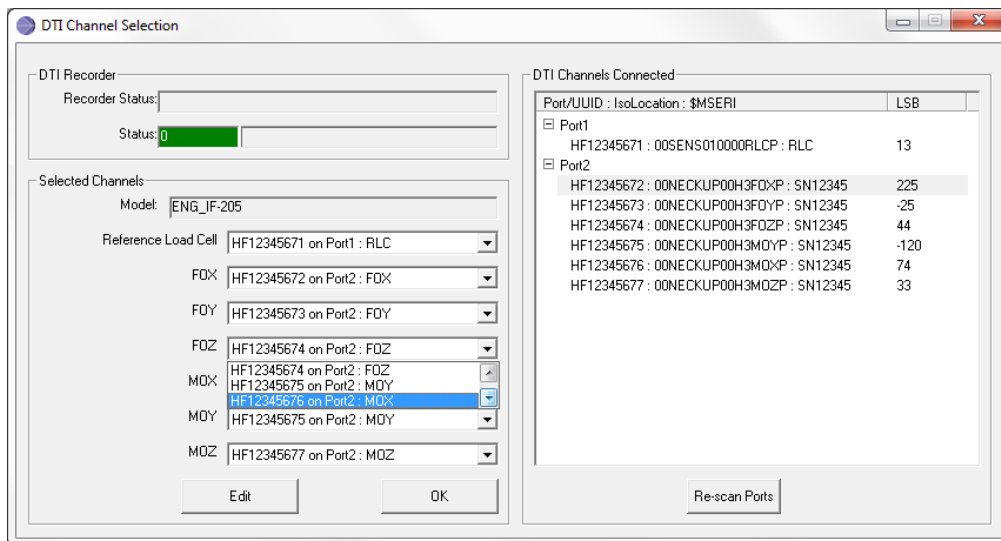 DTI Channel Selection
DTI Recorder
Recorder Status:
Status: 0
Selected Channels
Model: ENG_IF-205
Reference Load Cell HF12345671 on Port1 : RLC
FOX HF12345672 on Port2 : FOX
FOY HF12345673 on Port2 : FOY
FOZ HF12345674 on Port2 : FOZ
HF12345674 on Port2 : FOZ
MOX HF12345675 on Port2 : MOY
HF12345676 on Port2 : MOX
MOY HF12345675 on Port2 : MOY
MOZ HF12345677 on Port2 : MOZ
Edit OK
DTI Channels Connected
Port/UUID : IsoLocation : $MSERI LSB
Port1
HF12345671 : 00SENS010000RLCP : RLC 13
Port2
HF12345672 : 00NECKUP00H3FOXP : SN12345 225
HF12345673 : 00NECKUP00H3FOYP : SN12345 -25
HF12345674 : 00NECKUP00H3FOZP : SN12345 44
HF12345675 : 00NECKUP00H3MOYP : SN12345 -120
HF12345676 : 00NECKUP00H3MOXP : SN12345 74
HF12345677 : 00NECKUP00H3MOZP : SN12345 33
Re-scan Ports